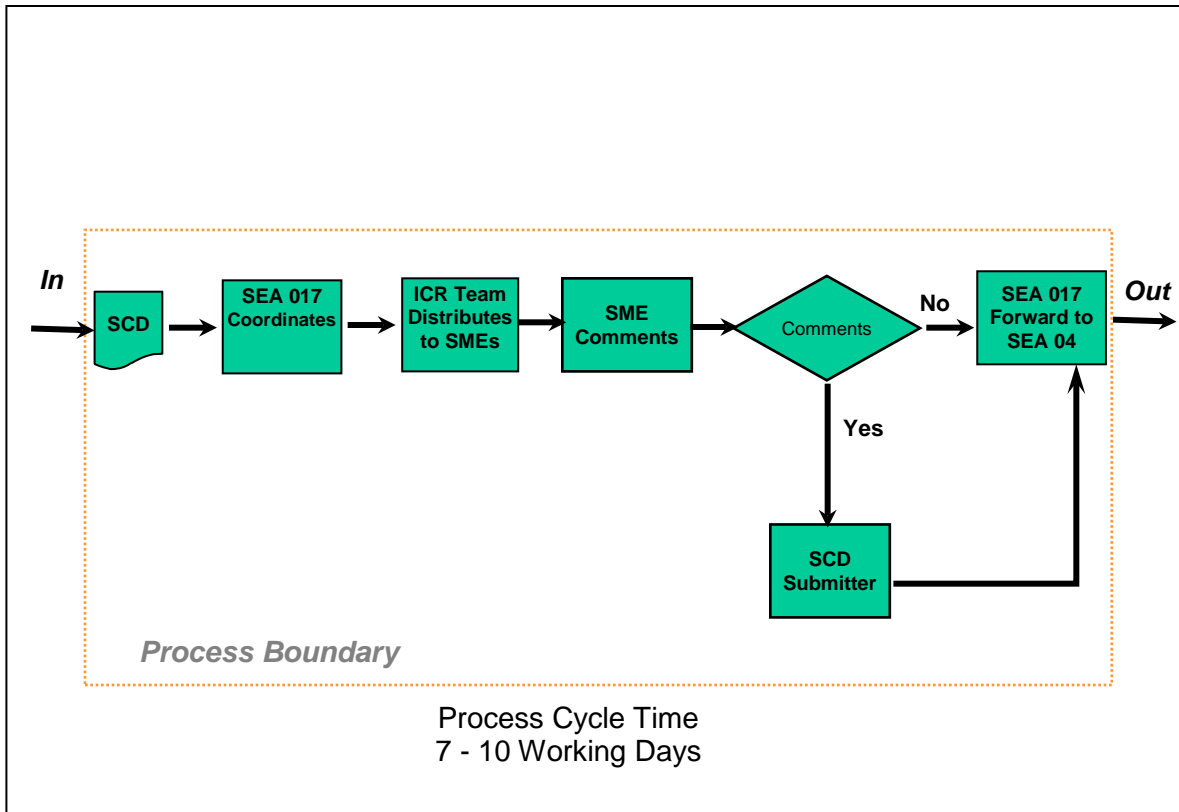 In
SCD
SEA 017
Coordinates
ICR Team
Distributes
to SMEs
SME
Comments
Comments
No
SEA 017
Forward to
SEA 04
Out
Yes
SCD
Submitter
Process Boundary
Process Cycle Time
7 - 10 Working Days